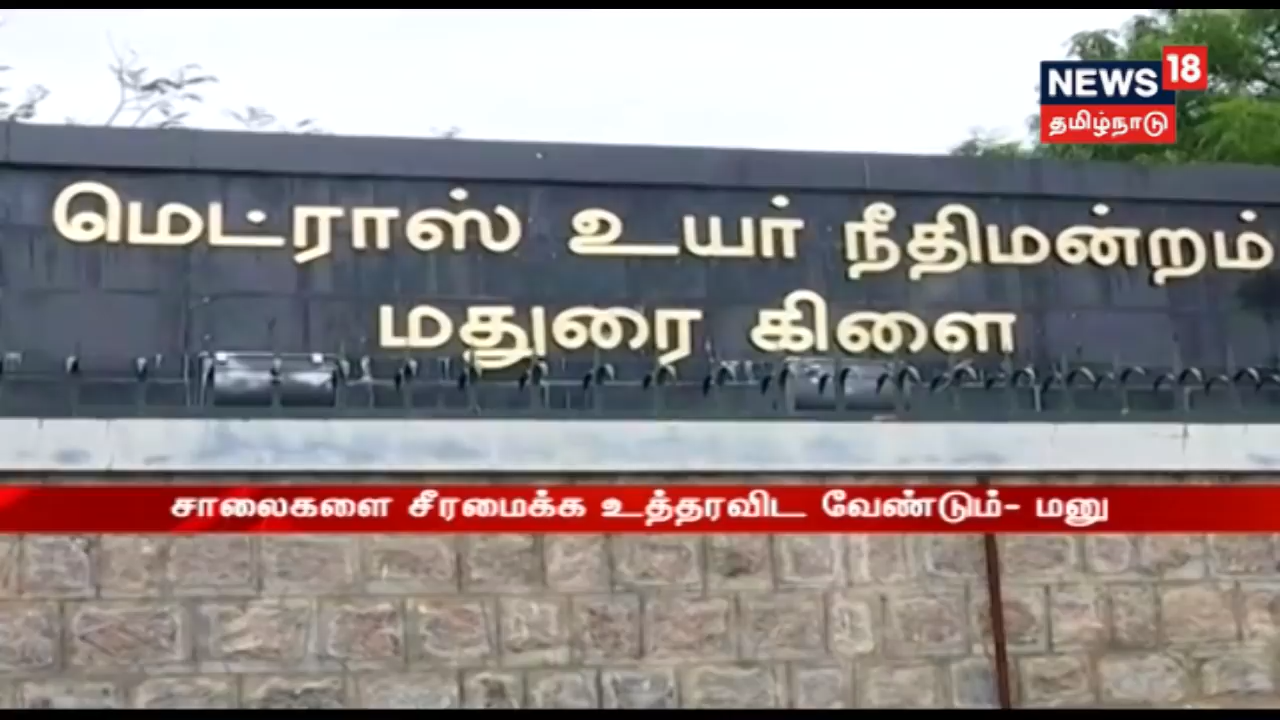 NEWS 18
தமிழ்நாடு
மெட்ராஸ் உயர் நீதிமன்றம்
மதுரை கிளை
சாலைகளை சீரமைக்க உத்தரவிட வேண்டும்- மனு